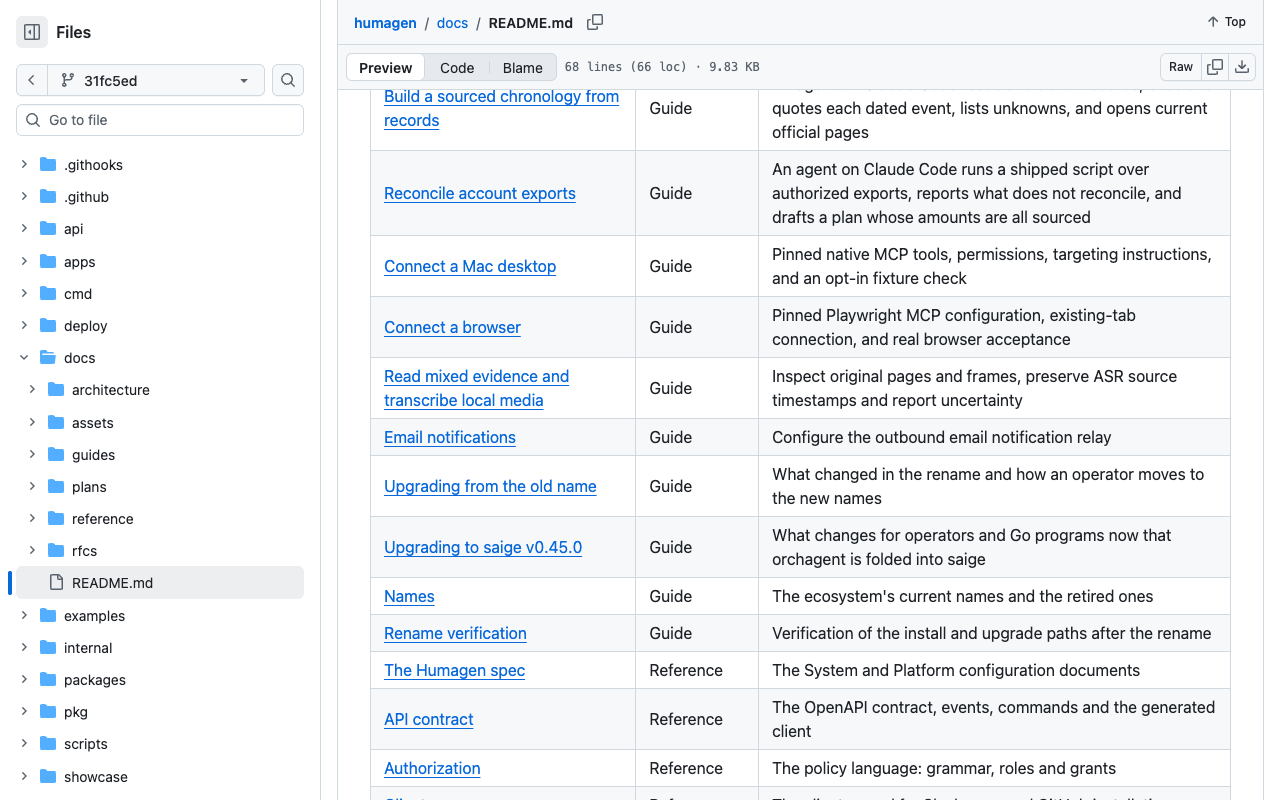 Files
31fc5ed
Go to file
.githooks
.github
api
apps
cmd
deploy
docs
architecture
assets
guides
plans
reference
rfcs
README.md
examples
internal
packages
pkg
scripts
showcase
humagen / docs / README.md
Top
Preview Code Blame 68 lines (66 loc) · 9.83 KB Raw
Build a sourced chronology from
records
Guide
quotes each dated event, lists unknowns, and opens current
official pages
Reconcile account exports
Guide
An agent on Claude Code runs a shipped script over
authorized exports, reports what does not reconcile, and
drafts a plan whose amounts are all sourced
Connect a Mac desktop
Guide
Pinned native MCP tools, permissions, targeting instructions,
and an opt-in fixture check
Connect a browser
Guide
Pinned Playwright MCP configuration, existing-tab
connection, and real browser acceptance
Read mixed evidence and
transcribe local media
Guide
Inspect original pages and frames, preserve ASR source
timestamps and report uncertainty
Email notifications
Guide
Configure the outbound email notification relay
Upgrading from the old name
Guide
What changed in the rename and how an operator moves to
the new names
Upgrading to saige v0.45.0
Guide
What changes for operators and Go programs now that
orchagent is folded into saige
Names
Guide
The ecosystem's current names and the retired ones
Rename verification
Guide
Verification of the install and upgrade paths after the rename
The Humagen spec
Reference
The System and Platform configuration documents
API contract
Reference
The OpenAPI contract, events, commands and the generated
client
Authorization
Reference
The policy language: grammar, roles and grants